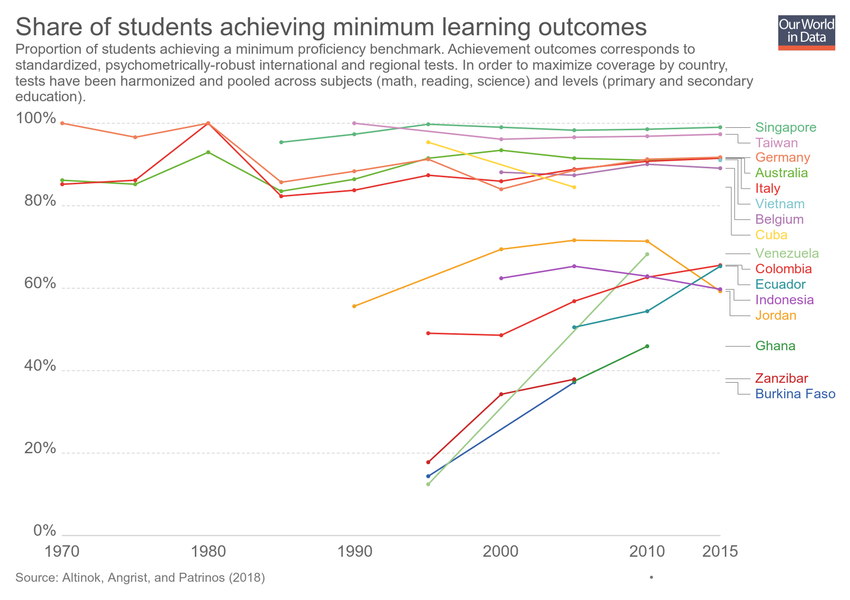 Share of students achieving minimum learning outcomes
Our World
in Data
Proportion of students achieving a minimum proficiency benchmark. Achievement outcomes corresponds to
standardized, psychometrically-robust international and regional tests. In order to maximize coverage by country,
tests have been harmonized and pooled across subjects (math, reading, science) and levels (primary and secondary
education).
100%
80%
60%
40%
20%
0%
1970 1980 1990 2000 2010 2015
Singapore
Taiwan
Germany
Australia
Italy
Vietnam
Belgium
Cuba
Venezuela
Colombia
Ecuador
Indonesia
Jordan
Ghana
Zanzibar
Burkina Faso
Source: Altinok, Angrist, and Patrinos (2018)